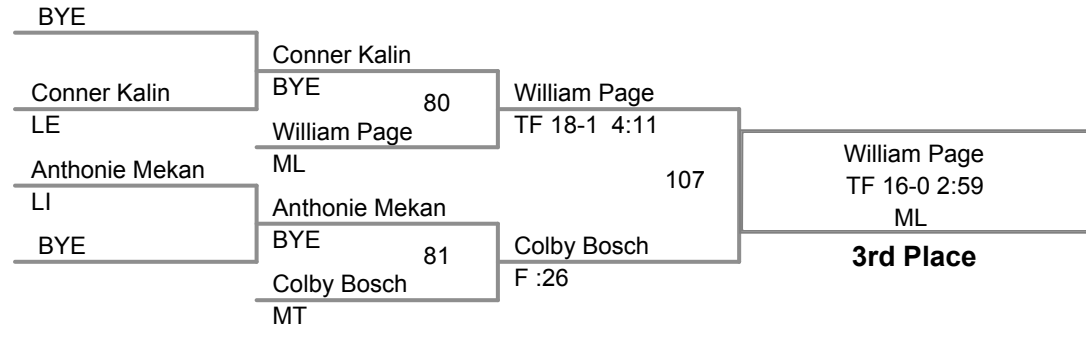 BYE
Conner Kalin
LE
Anthonie Mekan
LI
BYE
Conner Kalin
BYE
80
William Page
ML
Anthonie Mekan
BYE
81
Colby Bosch
MT
William Page
TF 18-1 4:11
107
Colby Bosch
F :26
William Page
TF 16-0 2:59
ML
3rd Place